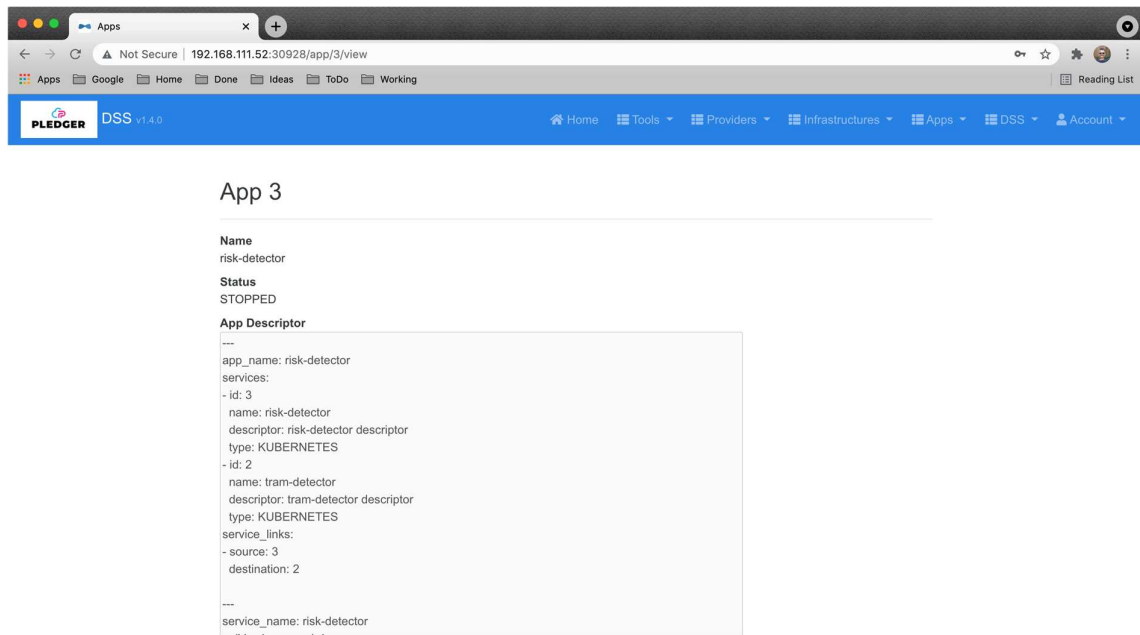 Apps
Not Secure | 192.168.111.52:30928/app/3/view
Apps Google Home Done Ideas ToDo Working Reading List
PLEDGER DSS v1.4.0 Home Tools Providers Infrastructures Apps DSS Account
App 3
Name
risk-detector
Status
STOPPED
App Descriptor
---
app_name: risk-detector
services:
- id: 3
name: risk-detector
descriptor: risk-detector descriptor
type: KUBERNETES
- id: 2
name: tram-detector
descriptor: tram-detector descriptor
type: KUBERNETES
service_links:
- source: 3
destination: 2
---
service_name: risk-detector